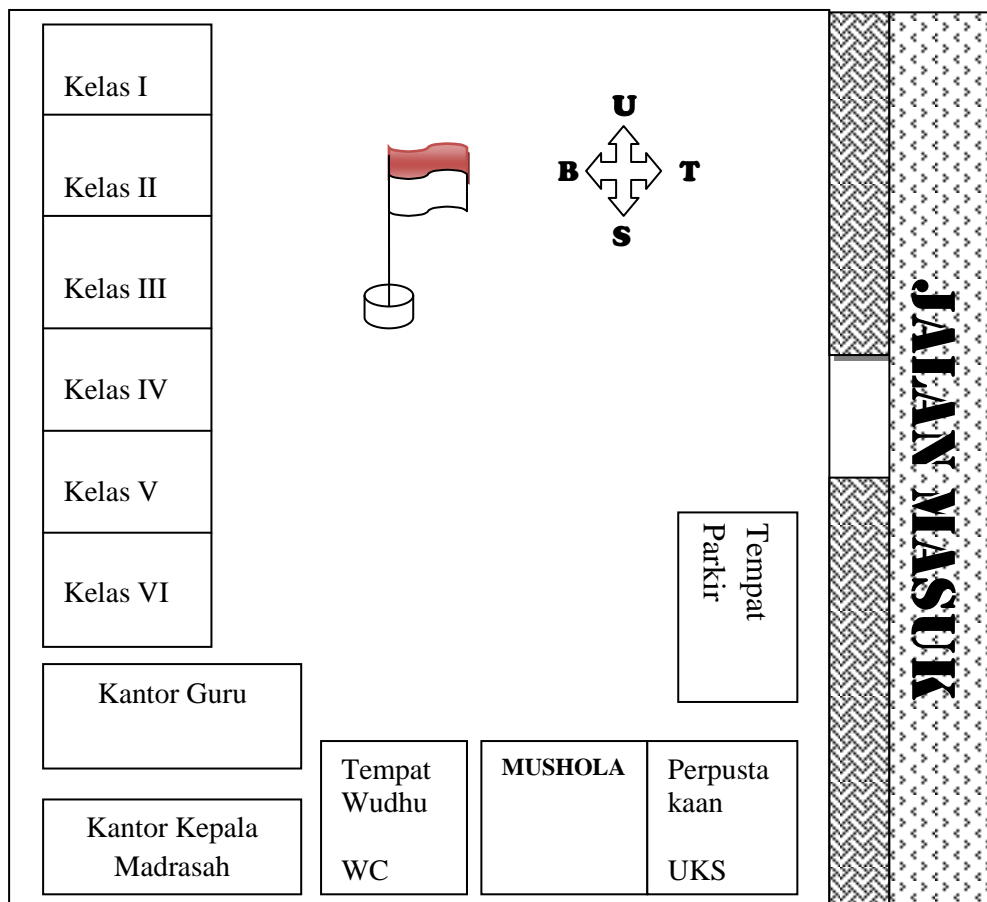 Kelas I
Kelas II
Kelas III
Kelas IV
Kelas V
Kelas VI
U
B
T
S
JALAN MASUK
Tempat
Parkir
Kantor Guru
Kantor Kepala
Madrasah
Tempat
Wudhu
WC
MUSHOLA
Perpusta
kaan
UKS